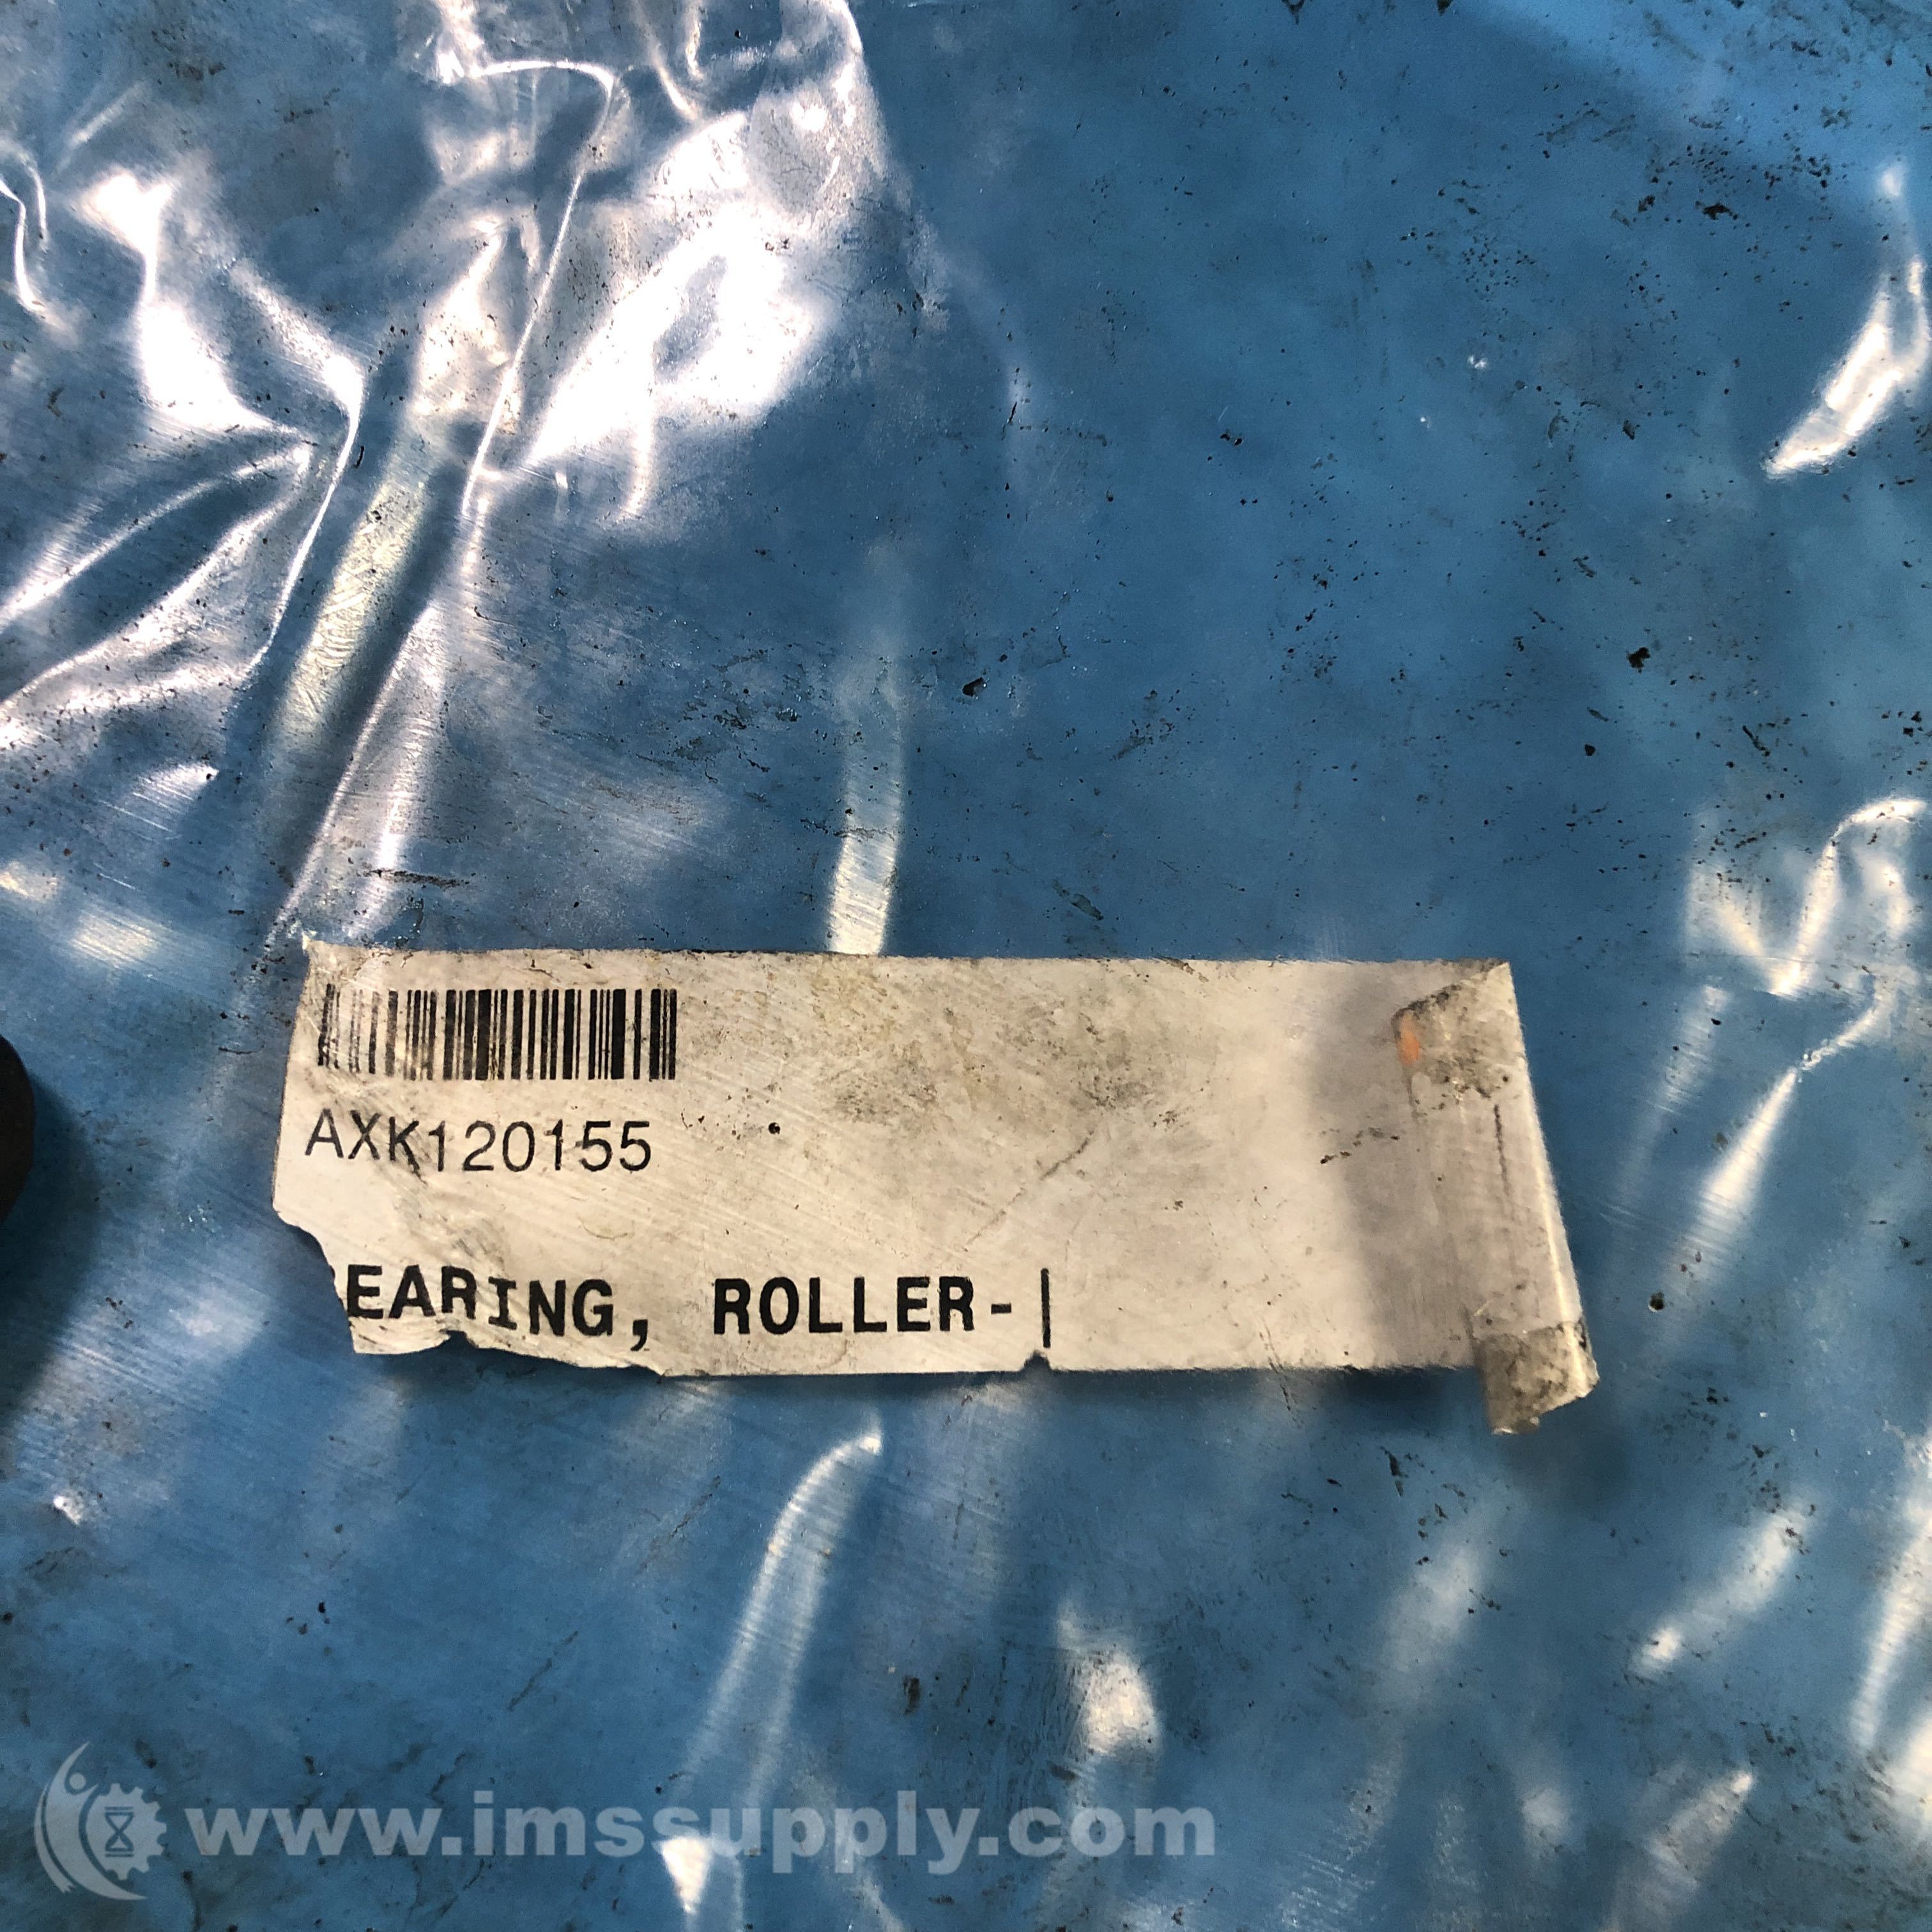 AXK120155
EARING, ROLLER-|
www.imssupply.com